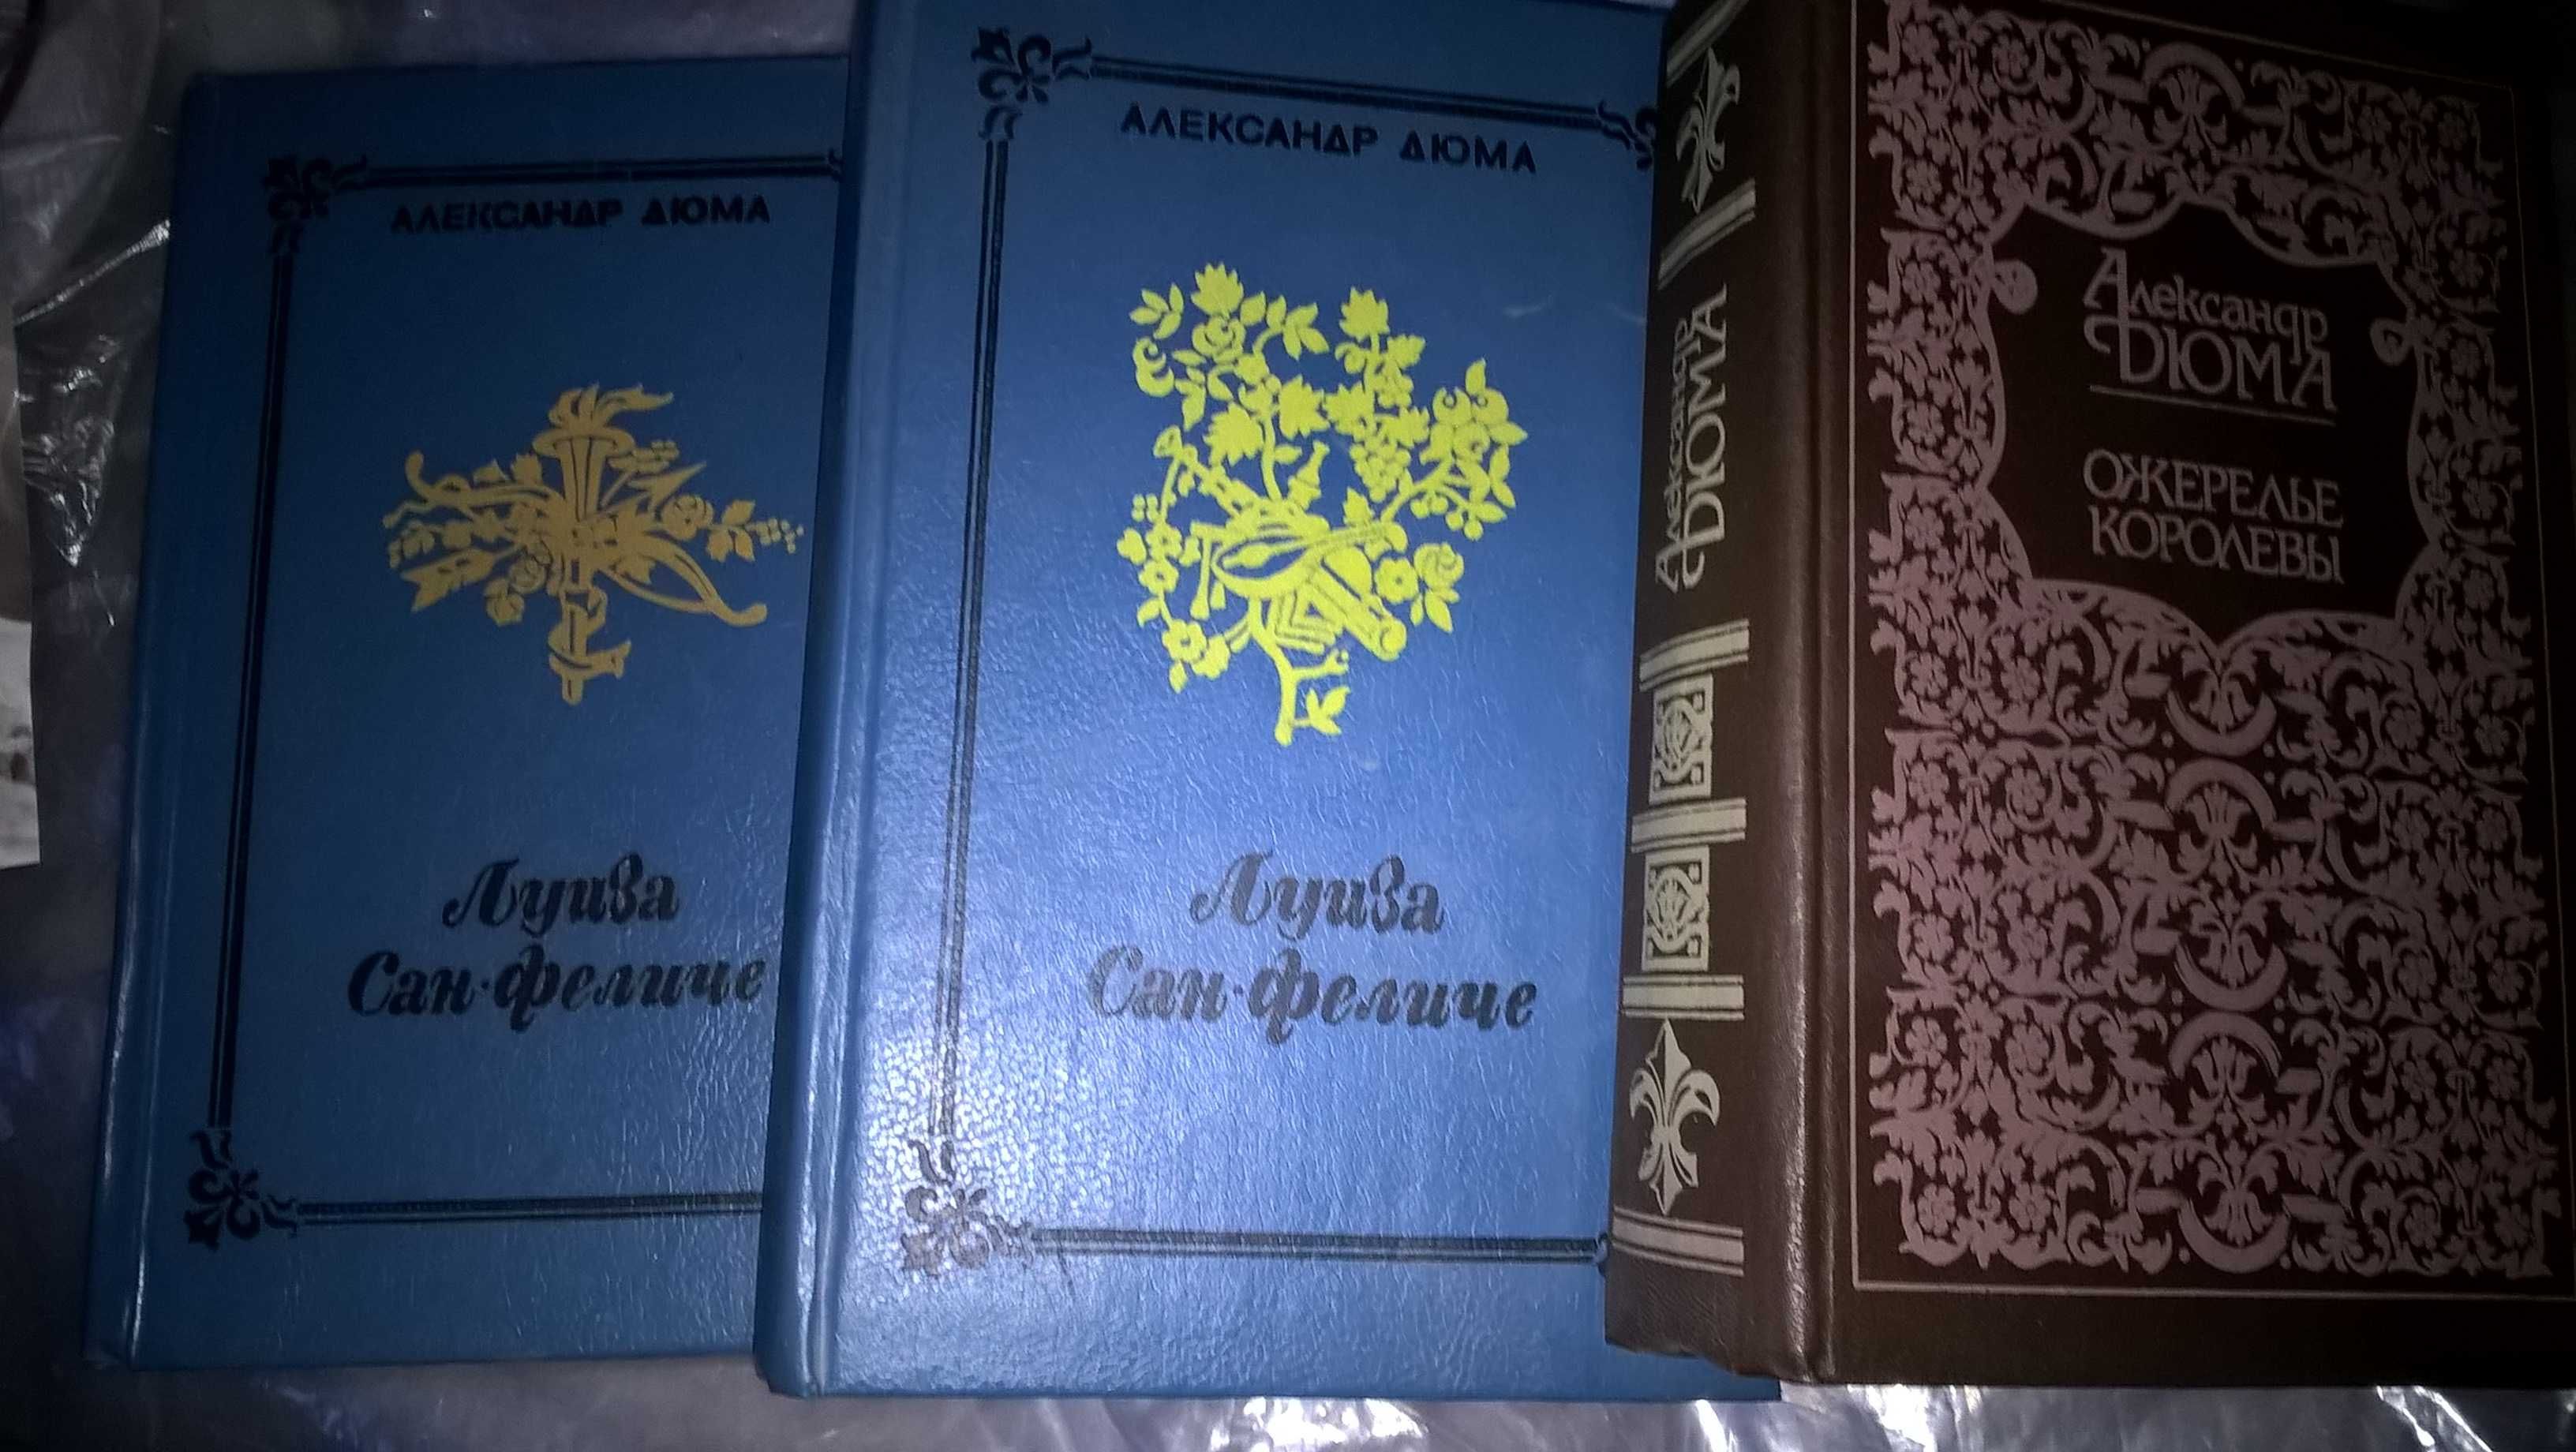 АЛЕКСАНДР ДЮМА
Луиза
Сан-феличе
АЛЕКСАНДР ДЮМА
Луиза
Сан-феличе
Александр
ДЮМА
Александр
ДЮМА
ОЖЕРЕЛЬЕ
КОРОЛЕВЫ